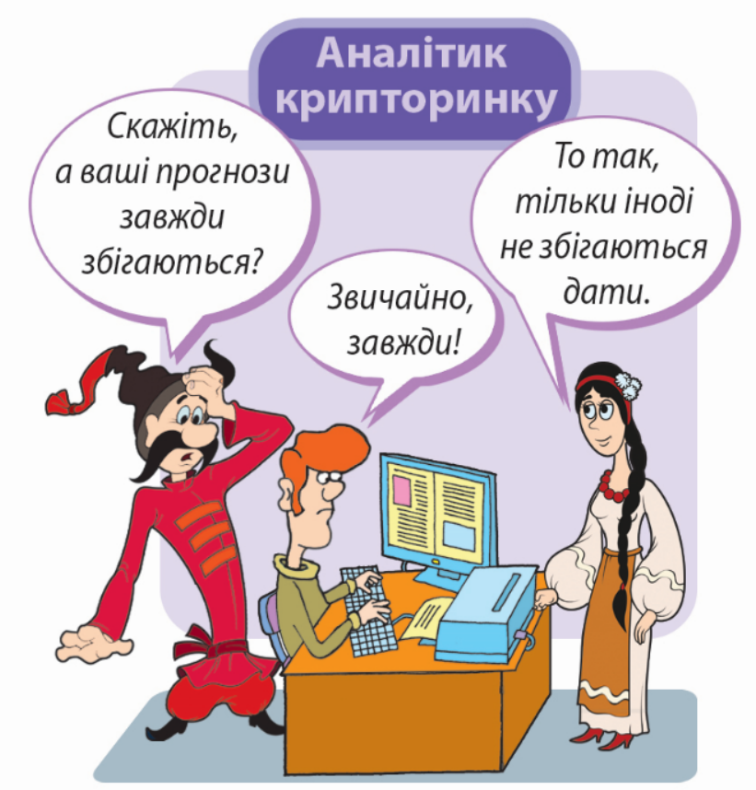 Аналітик
крипторинку
Скажіть,
а ваші прогнози
завжди
збігаються?
Звичайно,
завжди!
То так,
тільки іноді
не збігаються
дати.